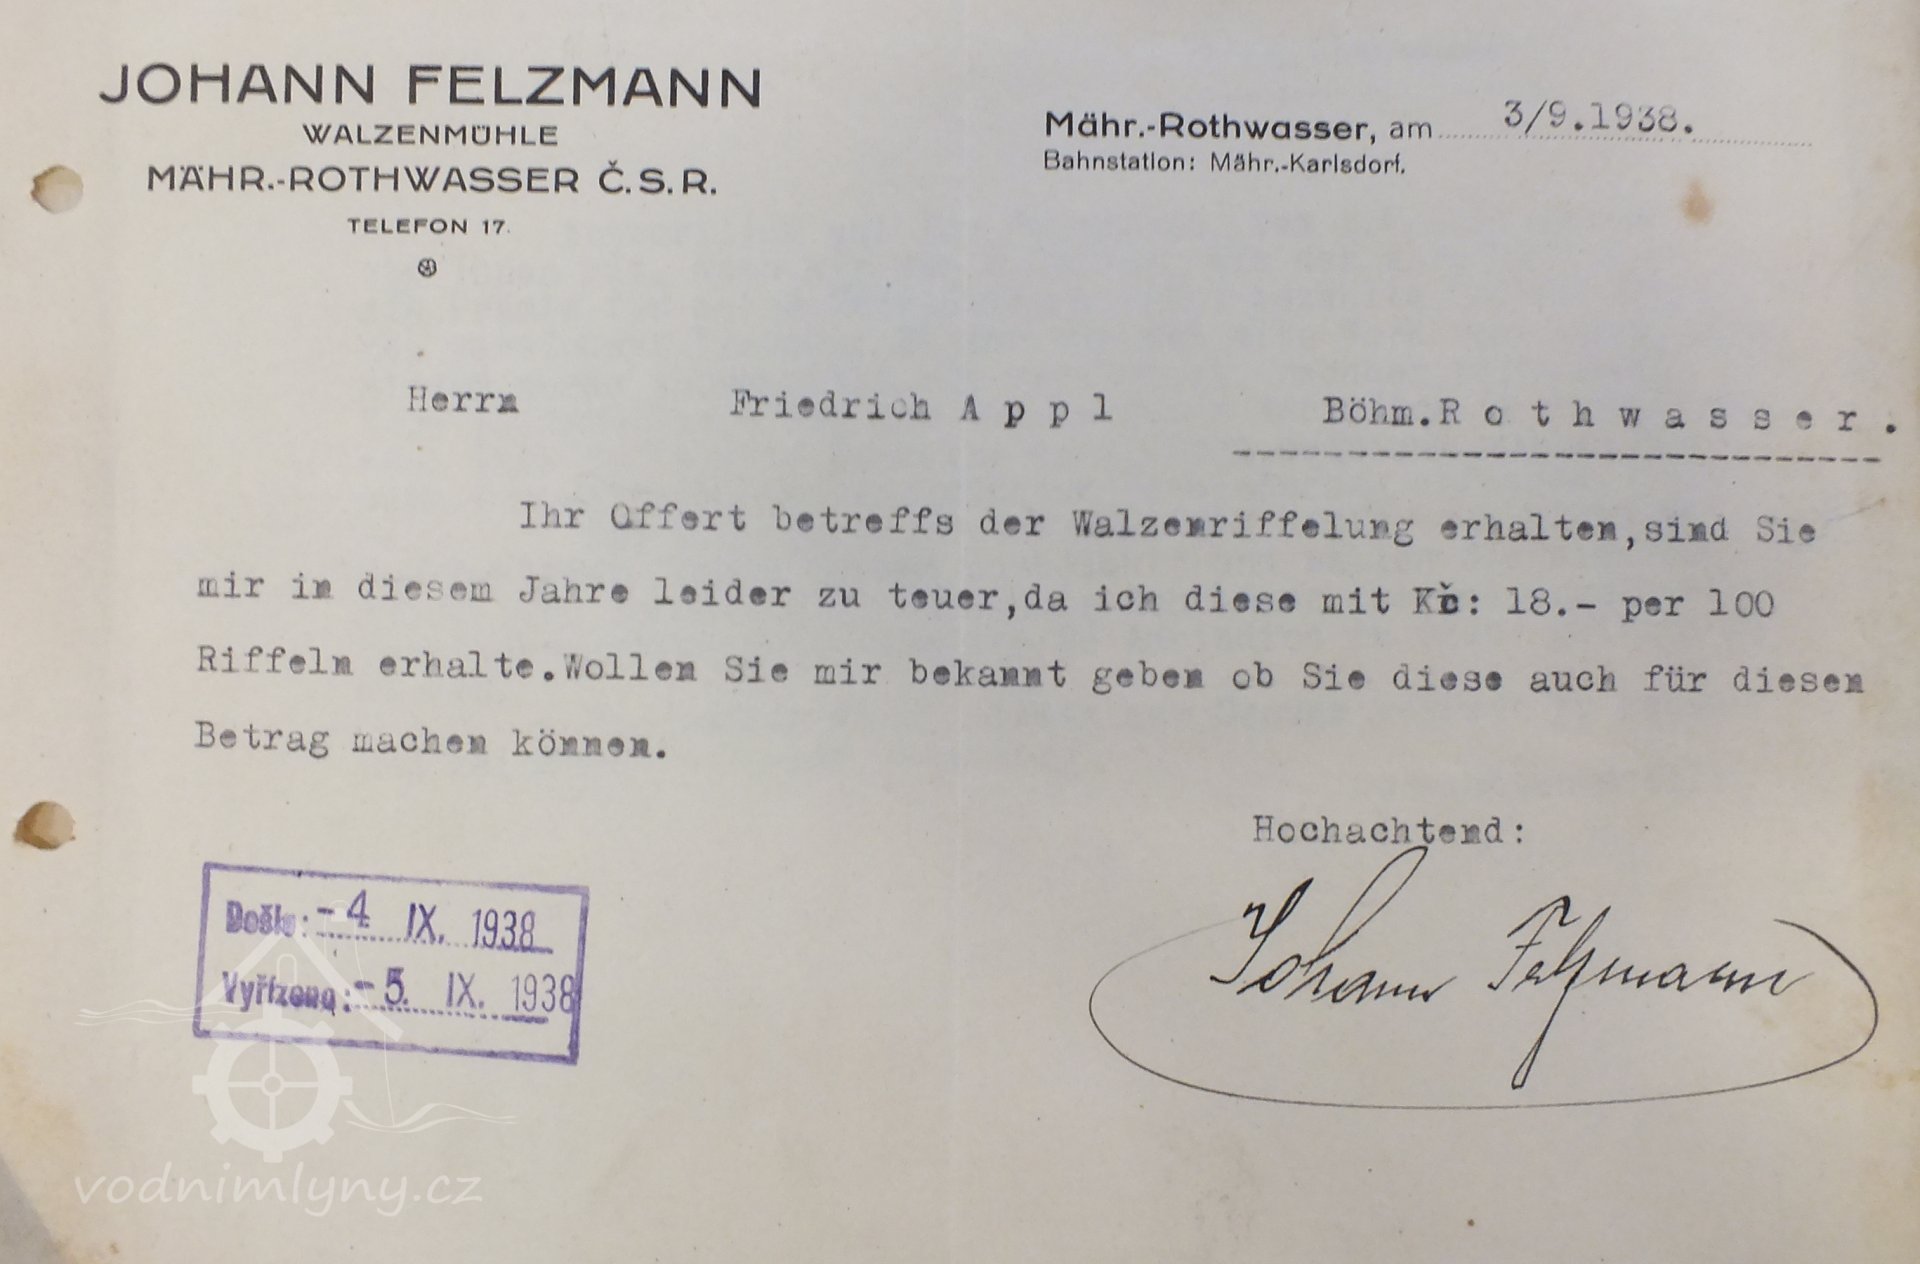 JOHANN FELZMANN
WALZENMÜHLE
MÄHR.-ROTHWASSER Č.S.R.
TELEFON 17.
Mähr.-Rothwasser, am 3/9.1938.
Bahnstation: Mähr.-Karlsdorf.
Herrn Friedrich Appl Böhm.Rothwasser.
Ihr Offert betreffs der Walzenriffelung erhalten,sind Sie
mir in diesem Jahre leider zu teuer,da ich diese mit Kč: 18.- per 100
Riffeln erhalte.Wollen Sie mir bekannt geben ob Sie diese auch für diesen
Betrag machen können.
Hochachtend:
Johann Felzmann
Došlo: -4 IX. 1938
Vyřízeno: -5. IX. 1938
vodnimlyny.cz